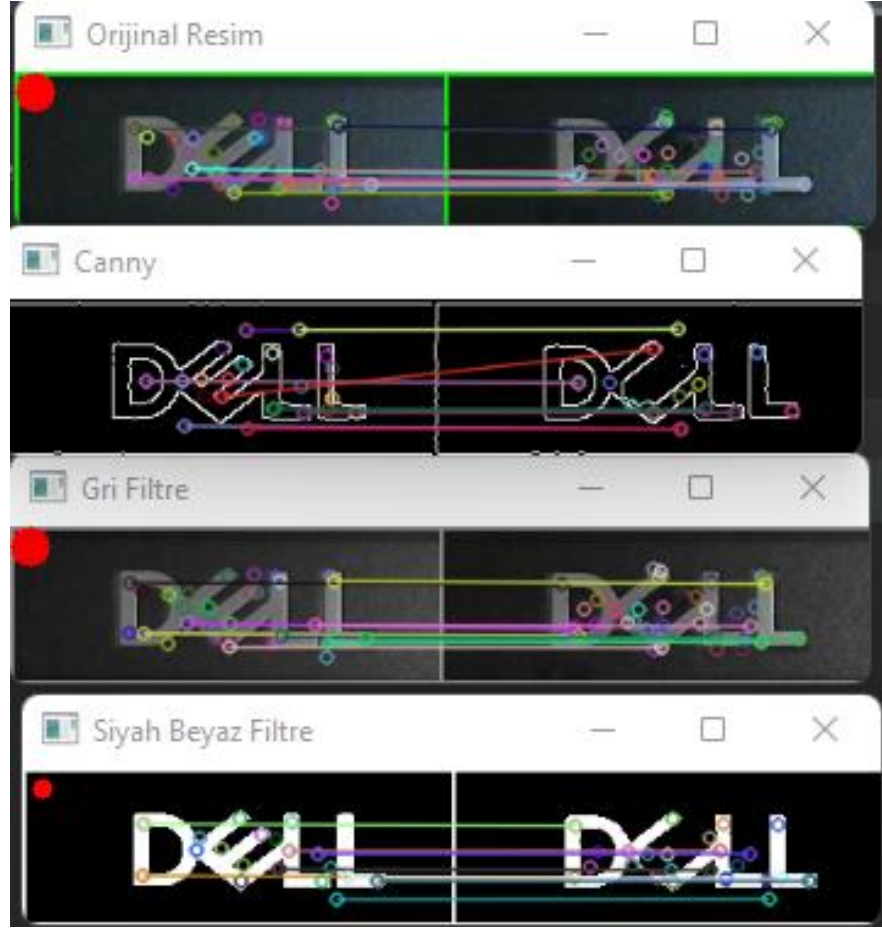 Orijinal Resim
DELL DELL
Canny
DELL DELL
Gri Filtre
DELL DELL
Siyah Beyaz Filtre
DELL DELL